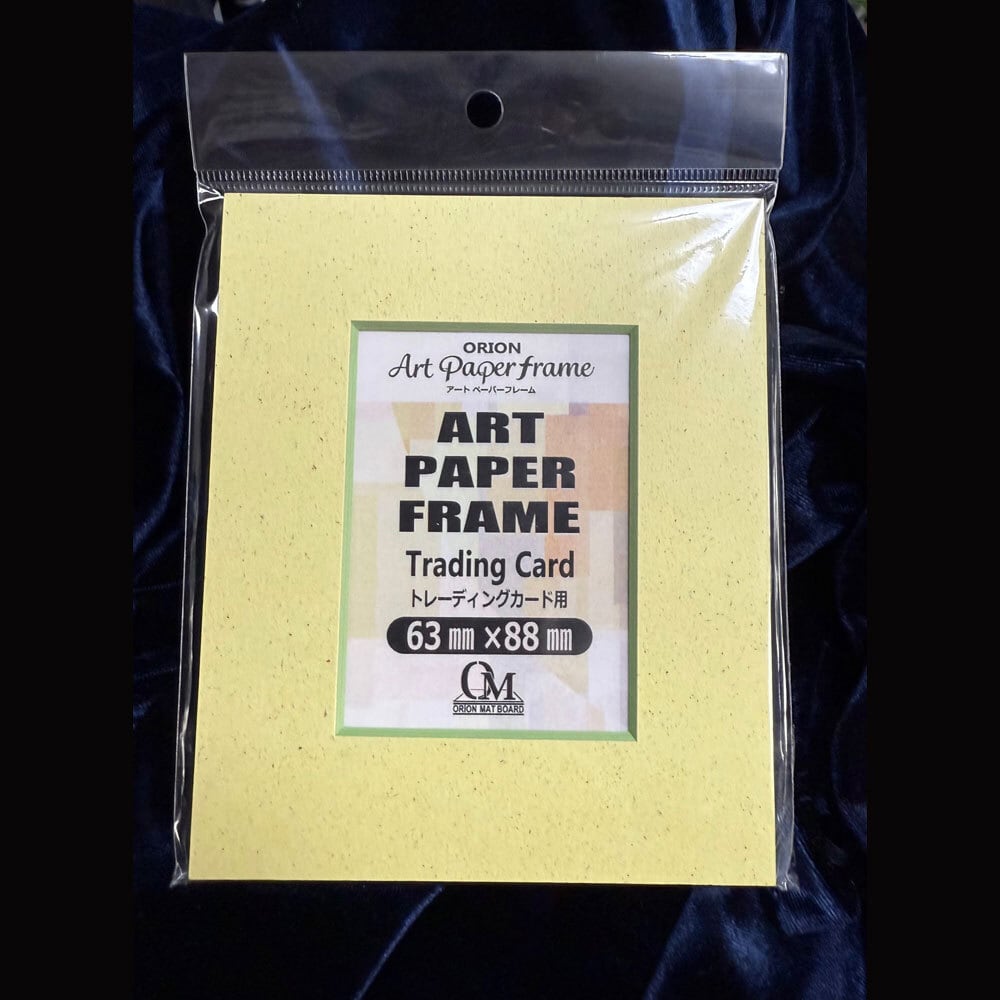 ORION
Art Paper frame
アート ペーパーフレーム
ART
PAPER
FRAME
Trading Card
トレーディングカード用
63㎜×88㎜
OM
ORION MAT BOARD